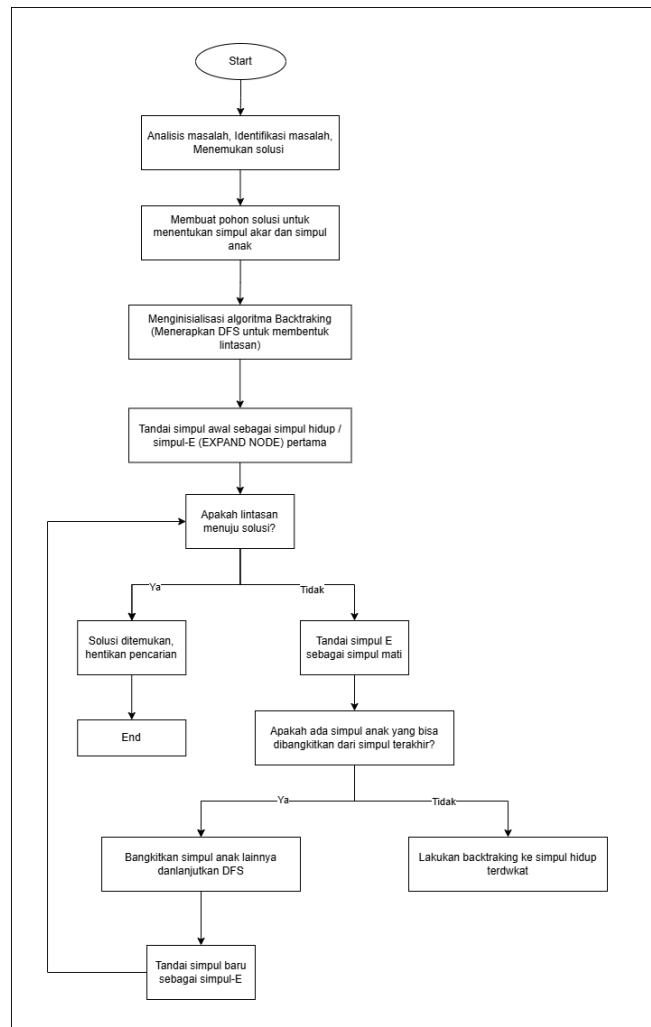 Start
Analisis masalah, Identifikasi masalah,
Menemukan solusi
Membuat pohon solusi untuk
menentukan simpul akar dan simpul
anak
Menginisialisasi algoritma Backtraking
(Menerapkan DFS untuk membentuk
lintasan)
Tandai simpul awal sebagai simpul hidup /
simpul-E (EXPAND NODE) pertama
Apakah lintasan
menuju solusi?
Ya
Tidak
Solusi ditemukan,
hentikan pencarian
Tandai simpul E
sebagai simpul mati
End
Apakah ada simpul anak yang bisa
dibangkitkan dari simpul terakhir?
Ya
Tidak
Bangkitkan simpul anak lainnya
danlanjutkan DFS
Lakukan backtraking ke simpul hidup
terdwkat
Tandai simpul baru
sebagai simpul-E